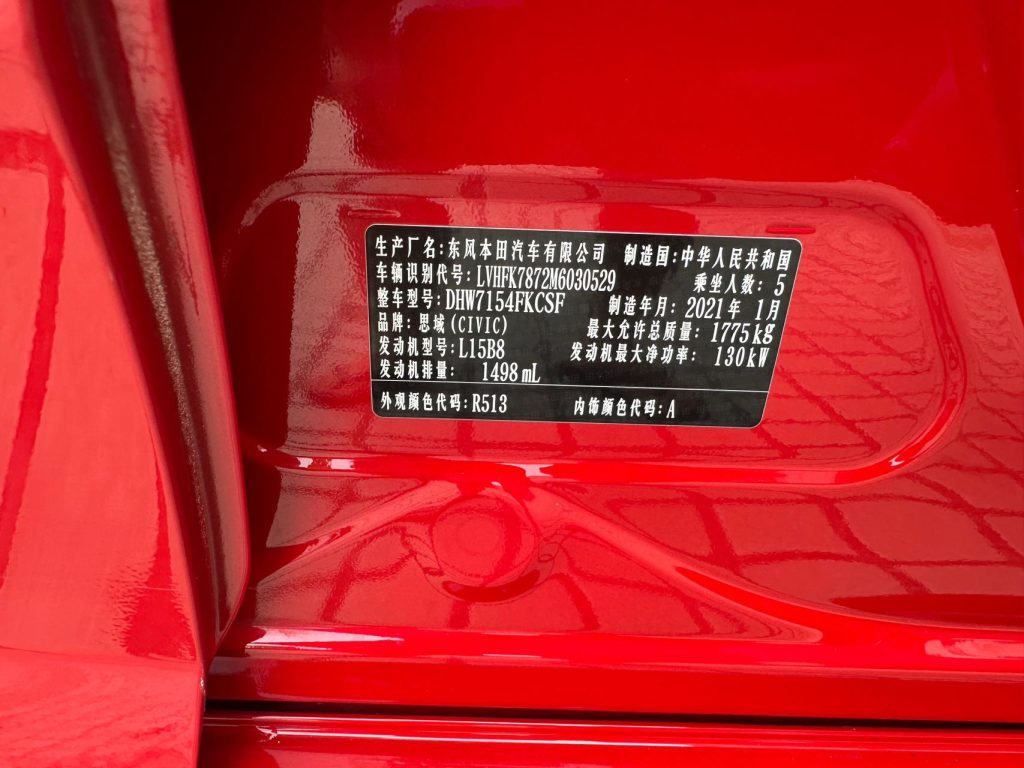 生产厂名:东风本田汽车有限公司 制造国:中华人民共和国
车辆识别代号:LVHFK7872M6030529 乘坐人数:5
整车型号:DHW7154FKCSF 制造年月:2021年 1月
品牌:思域(CIVIC) 最大允许总质量:1775kg
发动机型号:L15B8 发动机最大净功率: 130kW
发动机排量: 1498mL
外观颜色代码:R513 内饰颜色代码:A